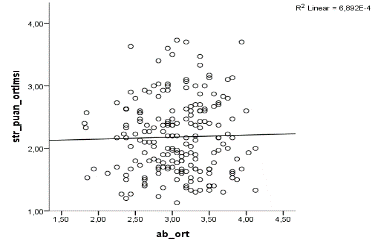 R² Linear = 6,892E-4
str_puan_ortlmsi
4,00
3,00
2,00
1,00
1,50 2,00 2,50 3,00 3,50 4,00 4,50
ab_ort